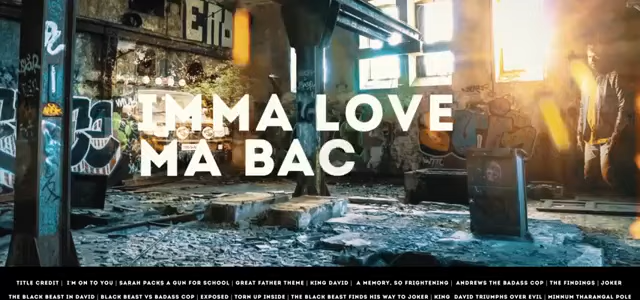 IMMA LOVE
MA BAC
TITLE CREDIT | I'M ON TO YOU | SARAH PACKS A GUN FOR SCHOOL | GREAT FATHER THEME | KING DAVID | A MEMORY. SO FRIGHTENING | ANDREWS THE BADASS COP | THE FINDINGS | JOKER
THE BLACK BEAST IN DAVID | BLACK BEAST VS BADASS COP | EXPOSED | TORN UP INSIDE | THE BLACK BEAST FINDS HIS WAY TO JOKER | KING DAVID TRIUMPHS OVER EVIL | MINNUM THARANGAL POLE